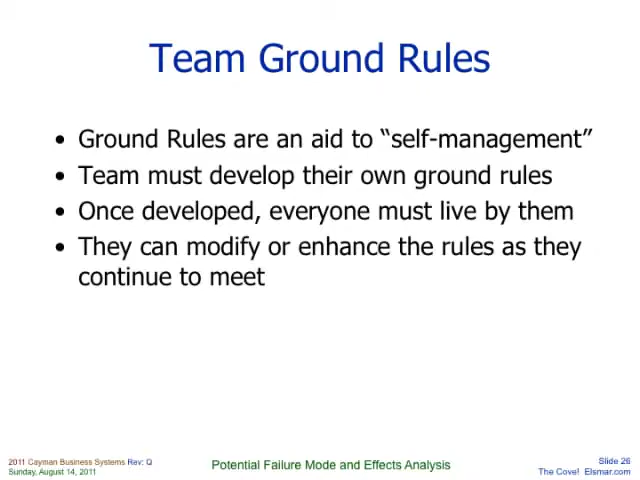 Team Ground Rules
• Ground Rules are an aid to “self-management”
• Team must develop their own ground rules
• Once developed, everyone must live by them
• They can modify or enhance the rules as they
continue to meet
2011 Cayman Business Systems Rev: Q
Sunday, August 14, 2011
Potential Failure Mode and Effects Analysis
Slide 26
The Cove! Elsmar.com